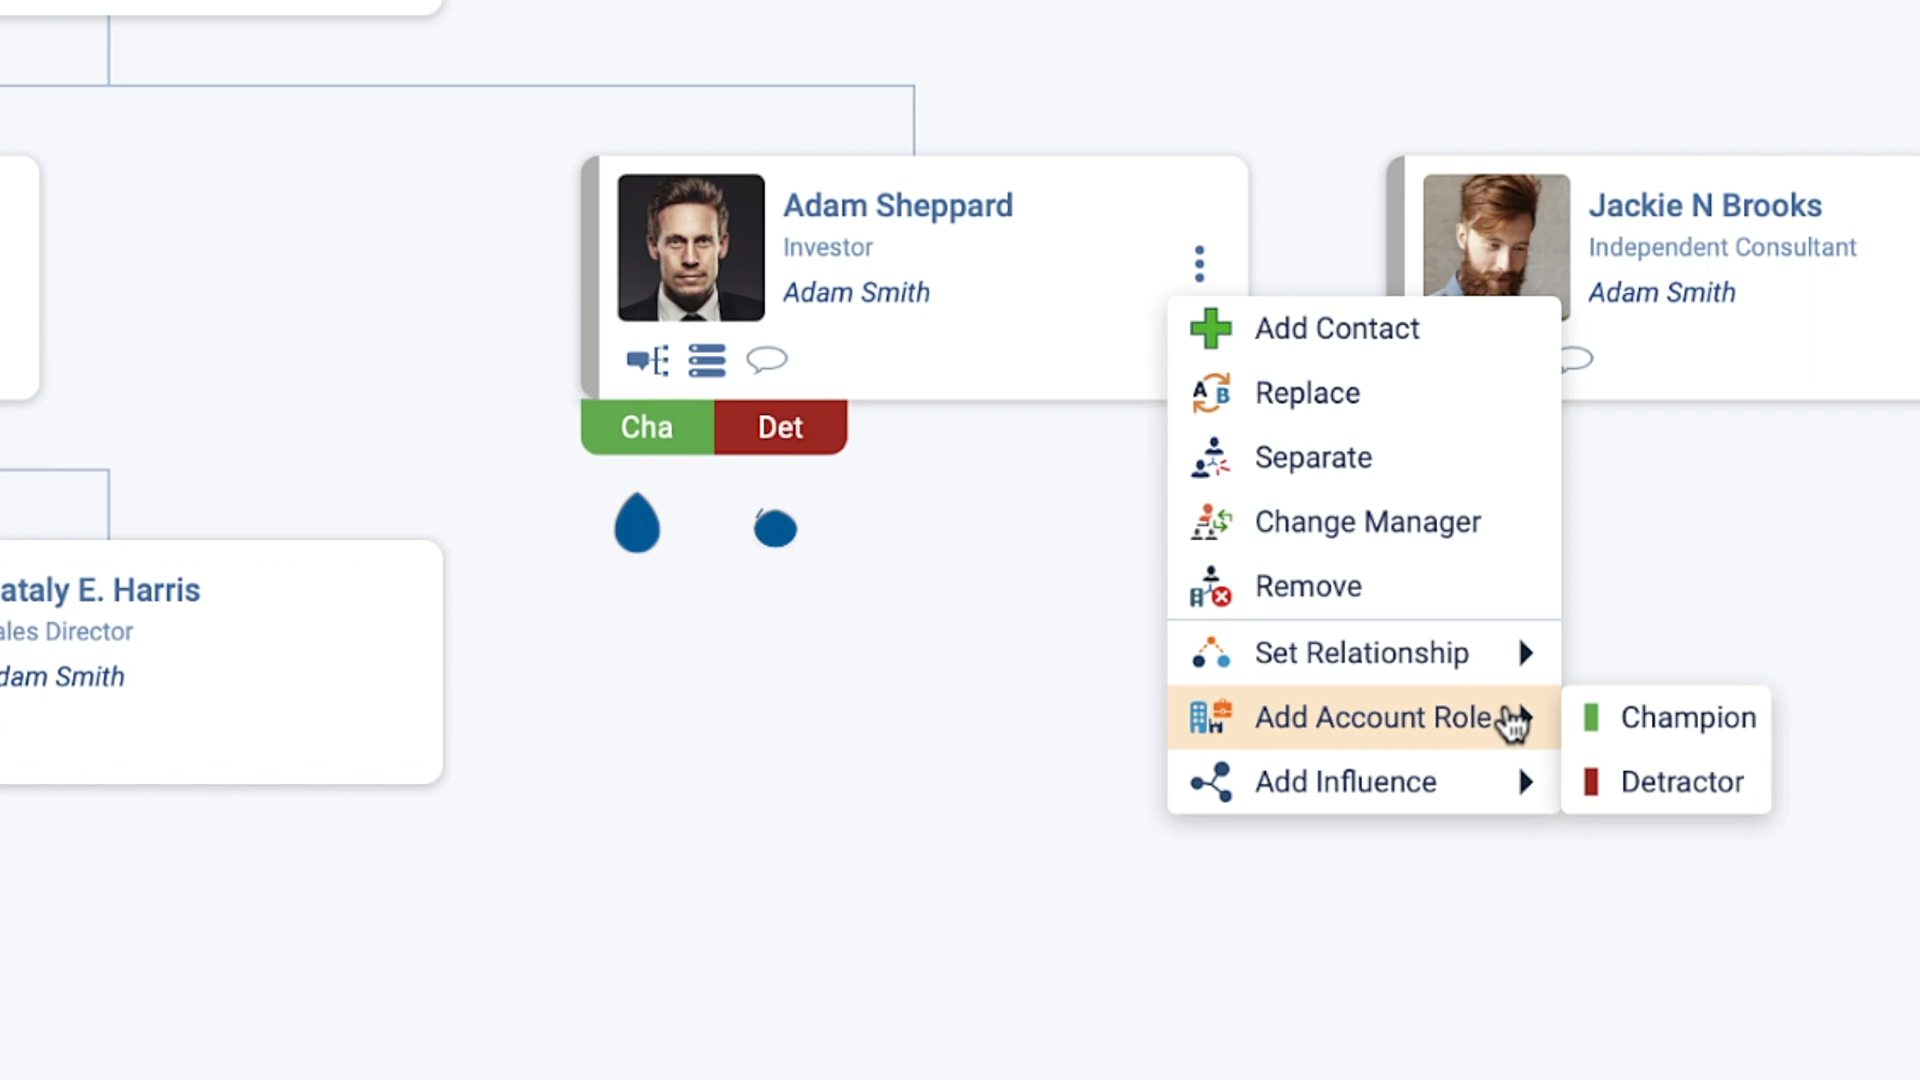 Adam Sheppard
Investor
Adam Smith
Cha Det
Jackie N Brooks
Independent Consultant
Adam Smith
Add Contact
A B Replace
Separate
Change Manager
Remove
Set Relationship
Add Account Role
Add Influence
Champion
Detractor
ataly E. Harris
ales Director
dam Smith